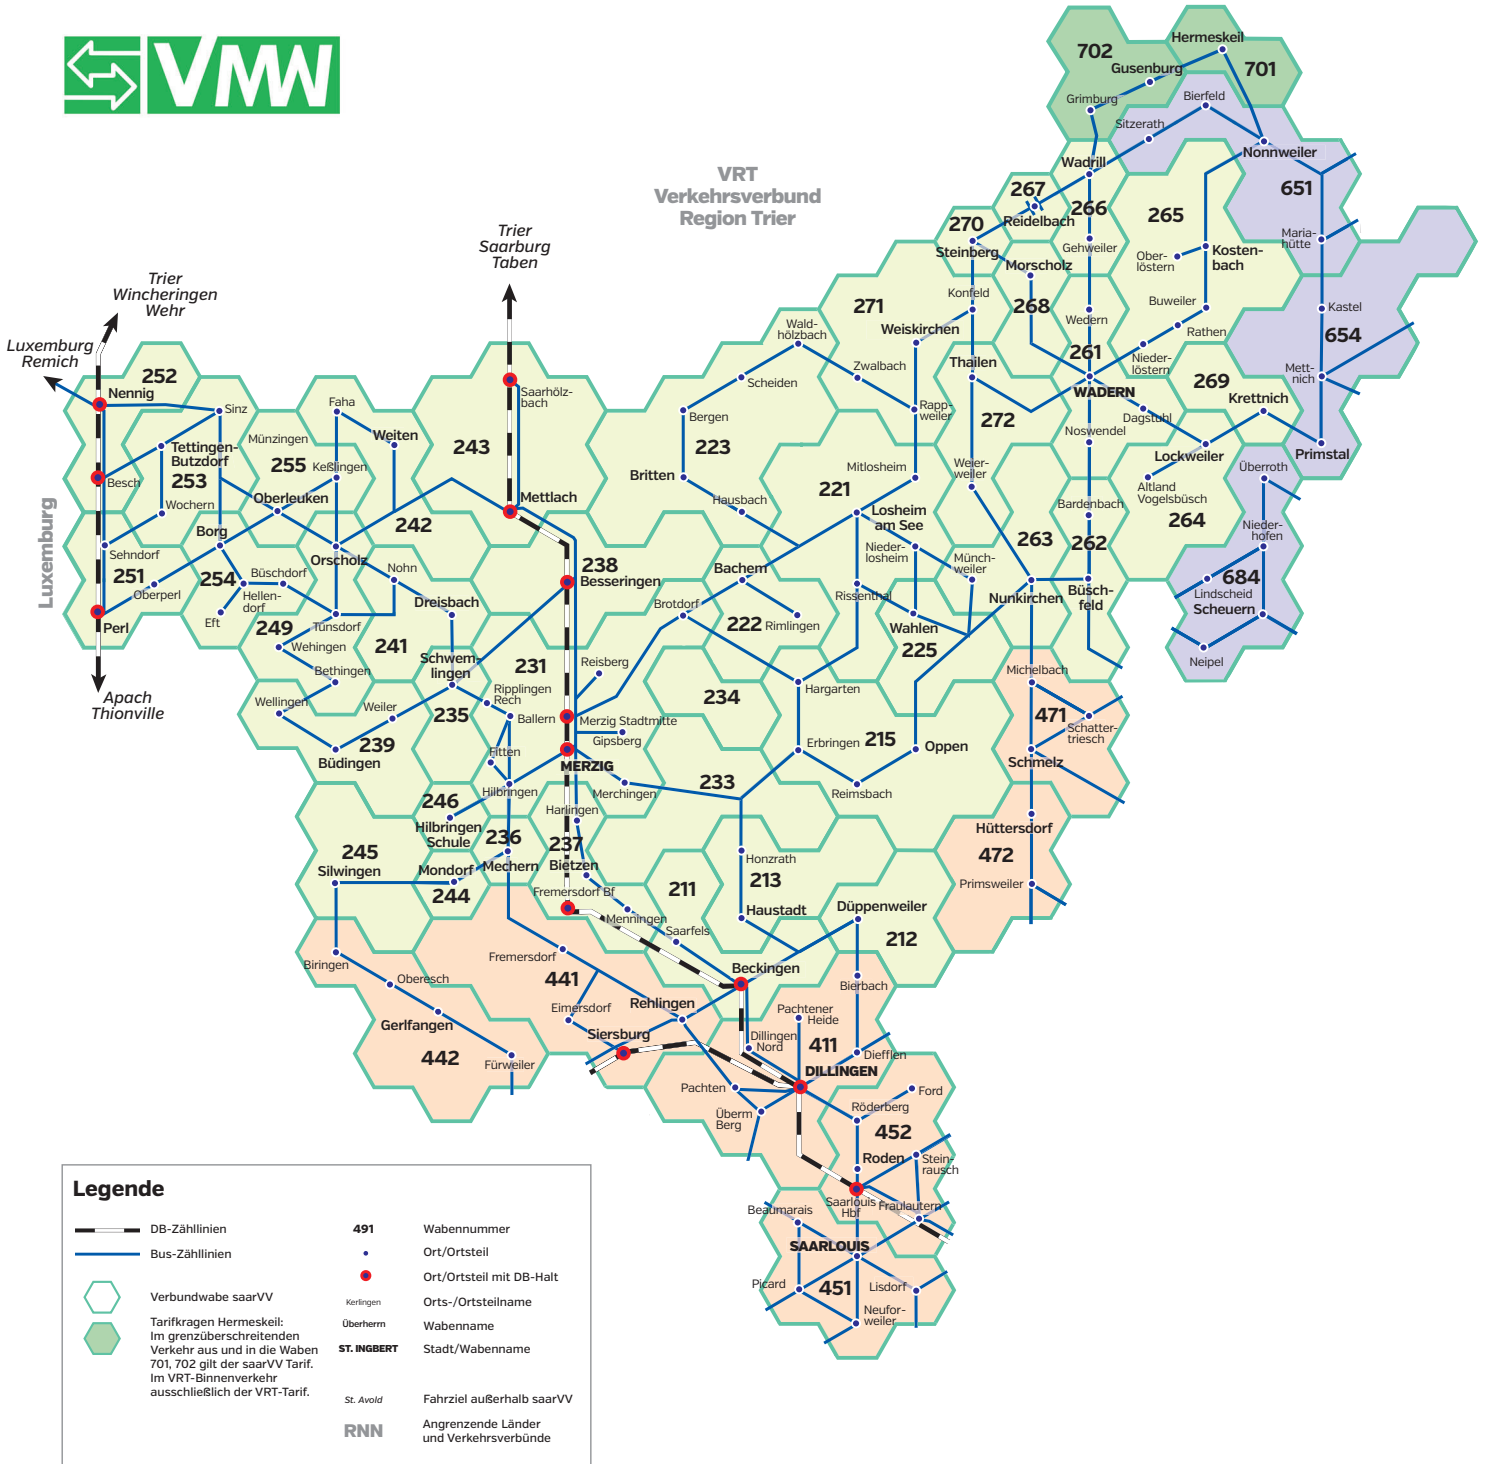 VMW
VRT
Verkehrsverbund
Region Trier
702
Hermeskeil
Gusenburg
701
Grimburg
Bierfeld
Sitzerath
Nonnweiler
Wadrill
651
267
266
265
Reidelbach
270
Steinberg
Gehweiler
Morscholz
Ober-
löstern
Kosten-
bach
Maria-
hütte
Trier
Saarburg
Taben
Trier
Wincheringen
Wehr
Luxemburg
Remich
271
Konfeld
268
Buweiler
Kastel
Wald-
hölzbach
Weiskirchen
Wedern
Rathen
654
252
Nennig
Saarhölz-
bach
Scheiden
Zwalbach
Thailen
261
Nieder-
löstern
Mett-
nich
WADERN
269
Krettnich
Sinz
Faha
Bergen
Rapp-
weiler
272
Dagstuhl
Münzingen
Weiten
243
223
Noswendel
Tettingen-
Butzdorf
255
Keßlingen
Britten
Mitlosheim
Weier-
weiler
Lockweiler
Primstal
Besch
253
Überroth
Wochern
Oberleuken
Mettlach
Hausbach
221
Altland
Vogelsbüsch
Bardenbach
264
Luxemburg
Borg
242
Losheim
am See
Nieder-
hofen
Sehndorf
Orscholz
238
Besseringen
Nieder-
losheim
Münch-
weiler
263
262
251
254
Büschdorf
Nohn
Bachem
684
Oberperl
Hellen-
dorf
Rissenthal
Nunkirchen
Büsch-
feld
Lindscheid
Eft
Dreisbach
Brotdorf
222
Rimlingen
Scheuern
Perl
249
Tünsdorf
Wahlen
Wehingen
241
225
Neipel
Schwem-
lingen
231
Reisberg
Bethingen
Michelbach
Apach
Thionville
Ripplingen
Rech
Hargarten
Wellingen
Weiler
235
Ballern
Merzig Stadtmitte
234
471
Schatter-
triesch
Gipsberg
239
Büdingen
Fitten
MERZIG
Erbringen
215
Oppen
Schmelz
Hilbringen
Merchingen
233
Reimsbach
246
Harlingen
Hilbringen
Schule
236
237
Hüttersdorf
245
Silwingen
Mondorf
Mechern
Bietzen
Honzrath
472
244
Fremersdorf Bf
211
213
Primsweiler
Menningen
Haustadt
Düppenweiler
Saarfels
212
Fremersdorf
Biringen
Beckingen
Oberesch
441
Bierbach
Eimersdorf
Rehlingen
Pachtener
Heide
Gerlfangen
Siersburg
Dillingen
Nord
411
442
Diefflen
Fürweiler
DILLINGEN
Pachten
Ford
Überm
Berg
Röderberg
452
Roden
Stein-
rausch
Saarlouis
Hbf
Fraulautern
Beaumarais
SAARLOUIS
Picard
451
Lisdorf
Neufor-
weiler
Legende
DB-Zähllinien
Bus-Zähllinien
Verbundwabe saarVV
Tarifkragen Hermeskeil:
Im grenzüberschreitenden
Verkehr aus und in die Waben
701, 702 gilt der saarVV Tarif.
Im VRT-Binnenverkehr
ausschließlich der VRT-Tarif.
491 Wabennummer
Ort/Ortsteil
Ort/Ortsteil mit DB-Halt
Kerlingen Orts-/Ortsteilname
Überherrn Wabenname
ST. INGBERT Stadt/Wabenname
St. Avold Fahrziel außerhalb saarVV
RNN Angrenzende Länder
und Verkehrsverbünde